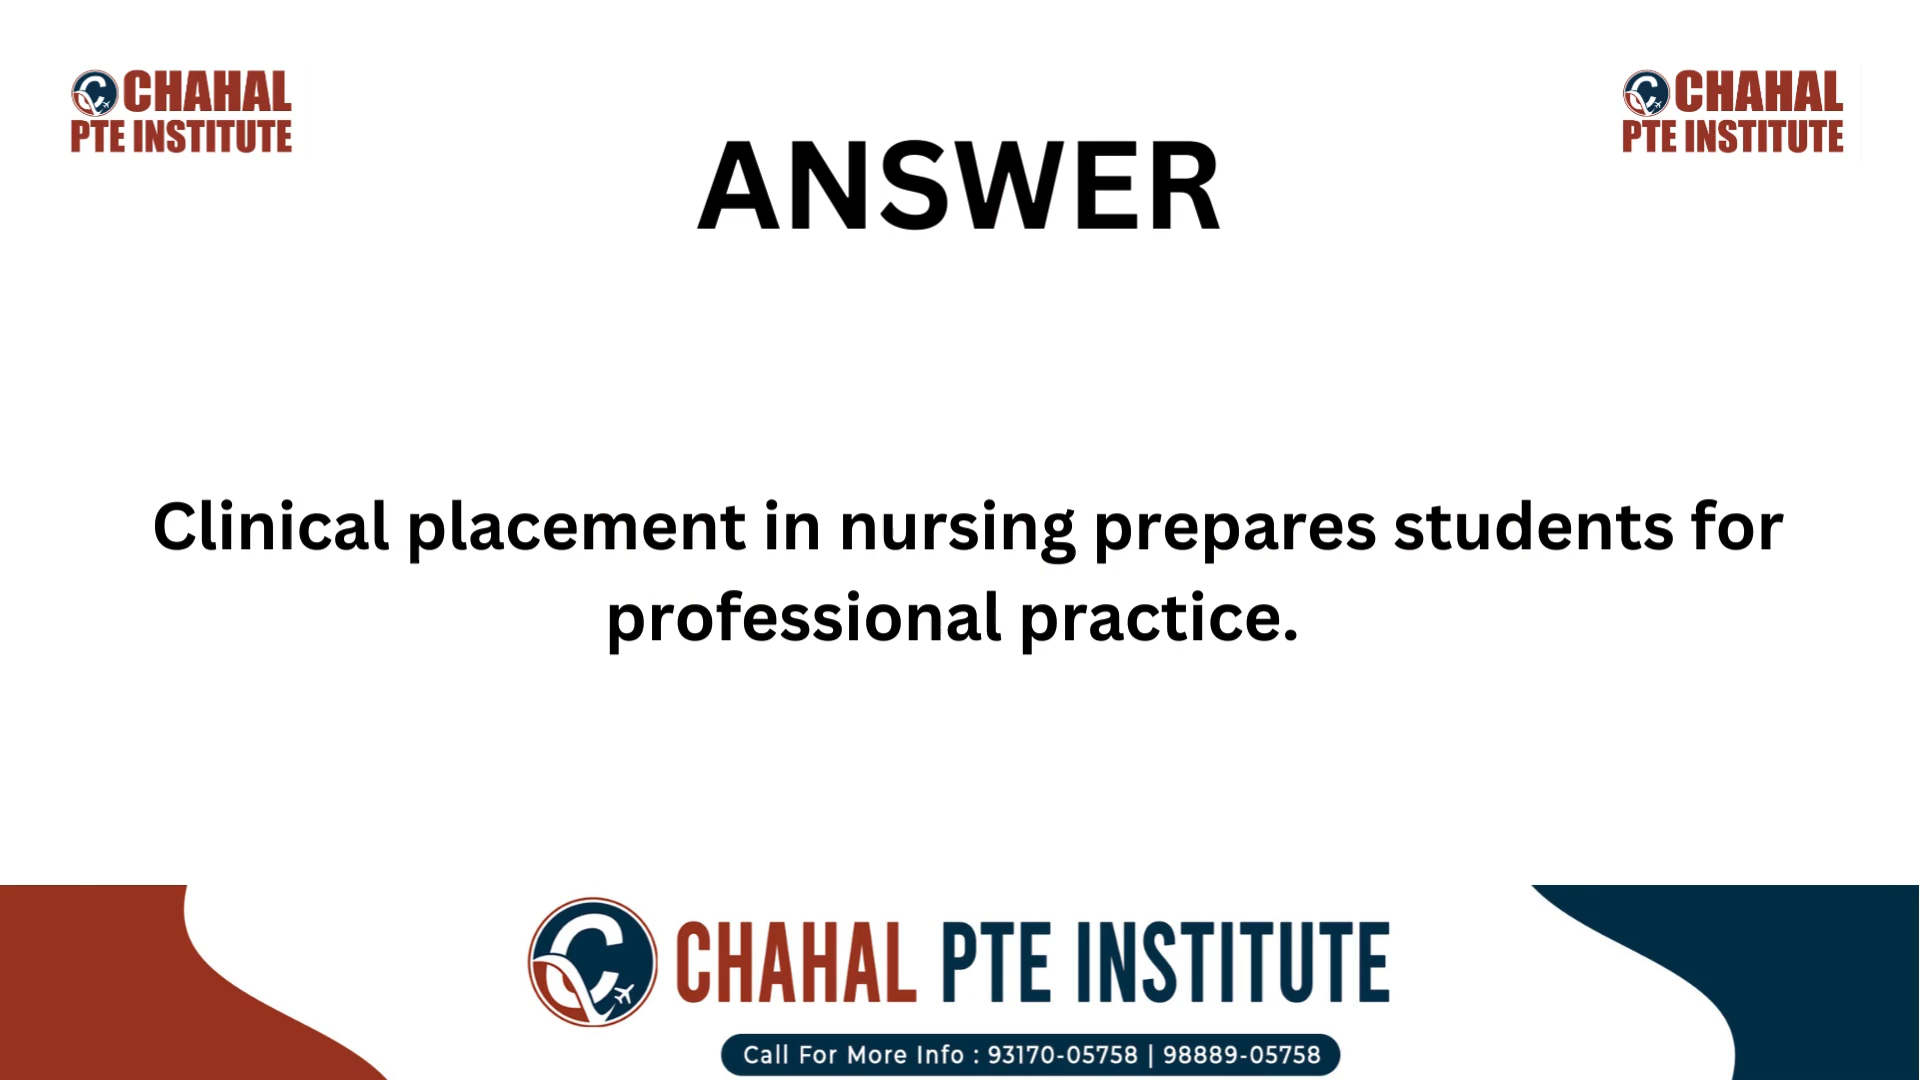 CHAHAL
PTE INSTITUTE
CHAHAL
PTE INSTITUTE
ANSWER
Clinical placement in nursing prepares students for
professional practice.
CHAHAL PTE INSTITUTE
Call For More Info : 93170-05758 | 98889-05758